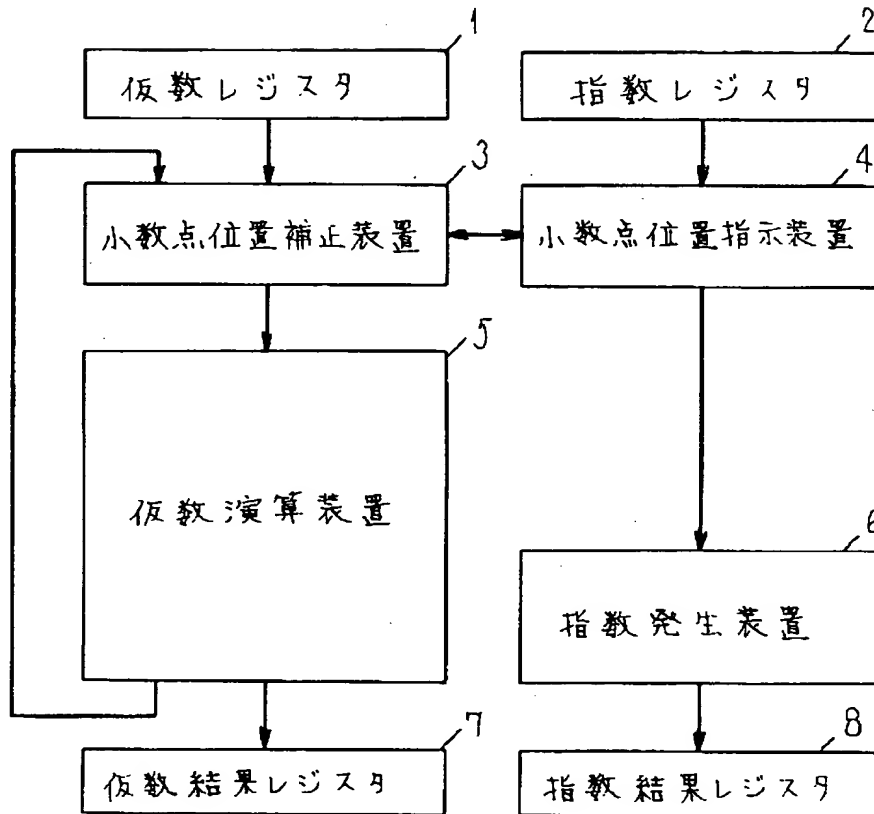 1
仮数レジスタ
2
指数レジスタ
3
小数点位置補正装置
4
小数点位置指示装置
5
仮数演算装置
6
指数発生装置
7
仮数結果レジスタ
8
指数結果レジスタ